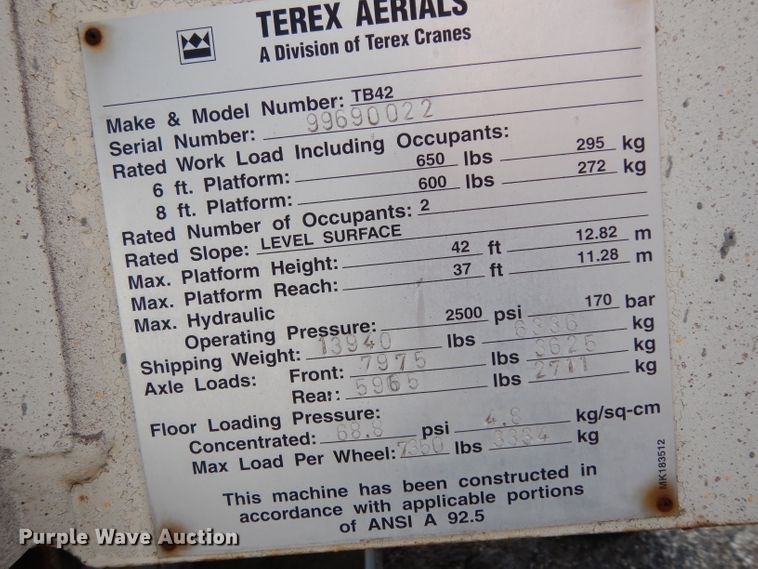 TEREX AERIALS
A Division of Terex Cranes
Make & Model Number: TB42
Serial Number: 99690022
Rated Work Load Including Occupants:
6 ft. Platform: 650 lbs 295 kg
8 ft. Platform: 600 lbs 272 kg
Rated Number of Occupants: 2
Rated Slope: LEVEL SURFACE
Max. Platform Height: 42 ft 12.82 m
Max. Platform Reach: 37 ft 11.28 m
Max. Hydraulic
Operating Pressure: 2500 psi 170 bar
Shipping Weight: 13940 lbs 6336 kg
Axle Loads: Front: 7975 lbs 3625 kg
Rear: 5965 lbs 2711 kg
Floor Loading Pressure:
Concentrated: 68.8 psi 4.8 kg/sq-cm
Max Load Per Wheel: 7350 lbs 3334 kg
This machine has been constructed in
accordance with applicable portions
of ANSI A 92.5
MK183512
Purple Wave Auction